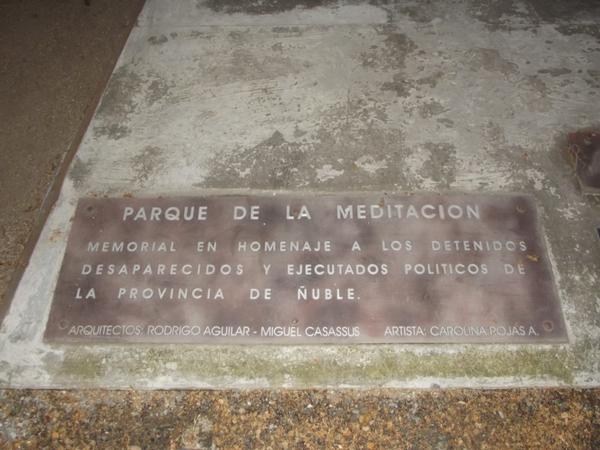 PARQUE DE LA MEDITACION
MEMORIAL EN HOMENAJE A LOS DETENIDOS
DESAPARECIDOS Y EJECUTADOS POLITICOS DE
LA PROVINCIA DE ÑUBLE.
ARQUITECTOS: RODRIGO AGUILAR - MIGUEL CASASSUS ARTISTA: CAROLINA ROJAS A.